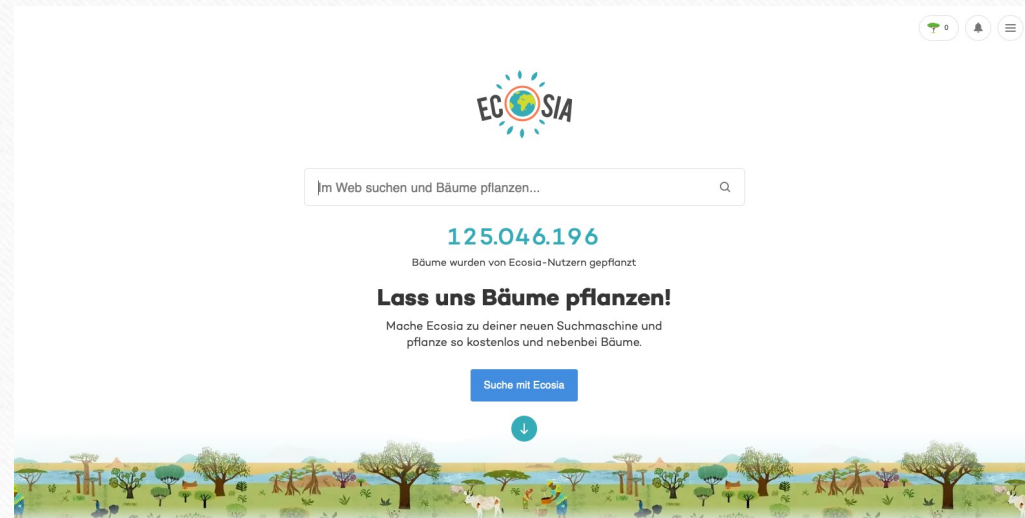 0
ECOSIA
Im Web suchen und Bäume pflanzen...
125.046.196
Bäume wurden von Ecosia-Nutzern gepflanzt
Lass uns Bäume pflanzen!
Mache Ecosia zu deiner neuen Suchmaschine und
pflanze so kostenlos und nebenbei Bäume.
Suche mit Ecosia